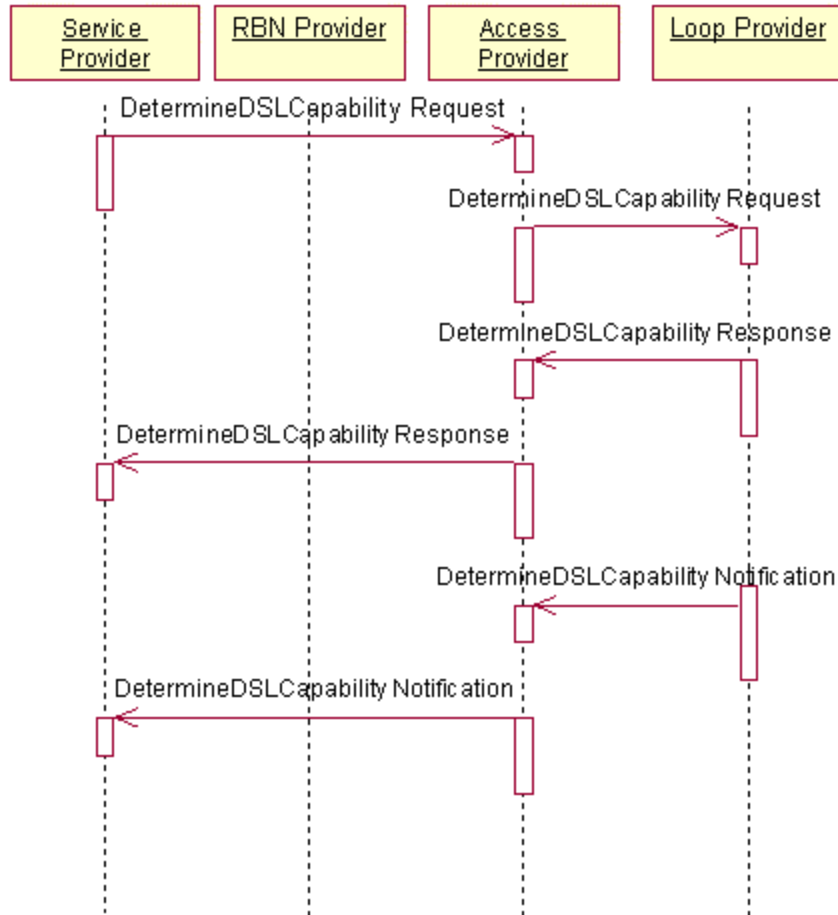 Service
Provider
RBN Provider
Access
Provider
Loop Provider
DetermineDSLCapability Request
DetermineDSLCapability Request
DetermineDSLCapability Response
DetermineDSLCapability Response
DetermineDSLCapability Notification
DetermineDSLCapability Notification